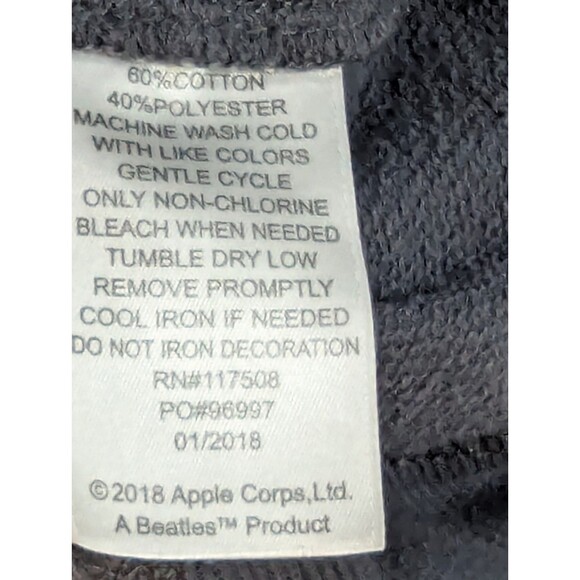 60%COTTON
40%POLYESTER
MACHINE WASH COLD
WITH LIKE COLORS
GENTLE CYCLE
ONLY NON-CHLORINE
BLEACH WHEN NEEDED
TUMBLE DRY LOW
REMOVE PROMPTLY
COOL IRON IF NEEDED
DO NOT IRON DECORATION
RN#117508
PO#96997
01/2018
©2018 Apple Corps,Ltd.
A Beatles™ Product